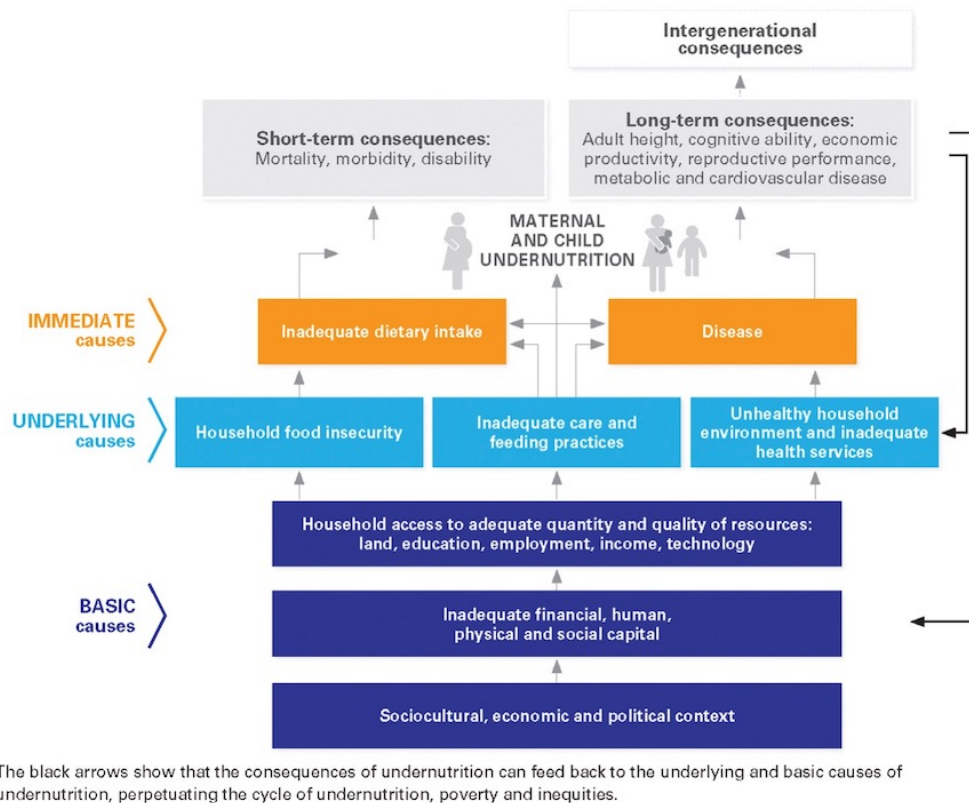 Intergenerational
consequences
Short-term consequences:
Mortality, morbidity, disability
Long-term consequences:
Adult height, cognitive ability, economic
productivity, reproductive performance,
metabolic and cardiovascular disease
MATERNAL
AND CHILD
UNDERNUTRITION
IMMEDIATE
causes
Inadequate dietary intake
Disease
UNDERLYING
causes
Household food insecurity
Inadequate care and
feeding practices
Unhealthy household
environment and inadequate
health services
Household access to adequate quantity and quality of resources:
land, education, employment, income, technology
BASIC
causes
Inadequate financial, human,
physical and social capital
Sociocultural, economic and political context
The black arrows show that the consequences of undernutrition can feed back to the underlying and basic causes of
undernutrition, perpetuating the cycle of undernutrition, poverty and inequities.